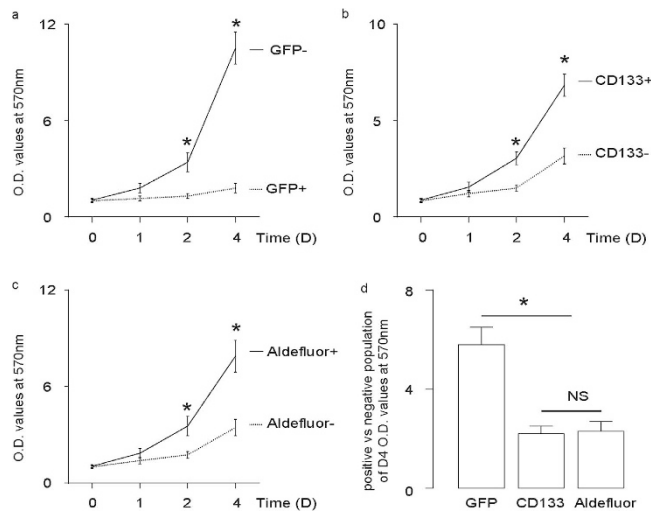 a
O.D. values at 570nm
12
6
0
*
*
GFP-
GFP+
0 1 2 4 Time (D)
b
O.D. values at 570nm
10
5
0
*
*
CD133+
CD133-
0 1 2 4 Time (D)
c
O.D. values at 570nm
12
6
0
*
*
Aldefluor+
Aldefluor-
0 1 2 4 Time (D)
d
positive vs negative population
of D4 O.D. values at 570nm
8
4
0
*
NS
GFP CD133 Aldefluor